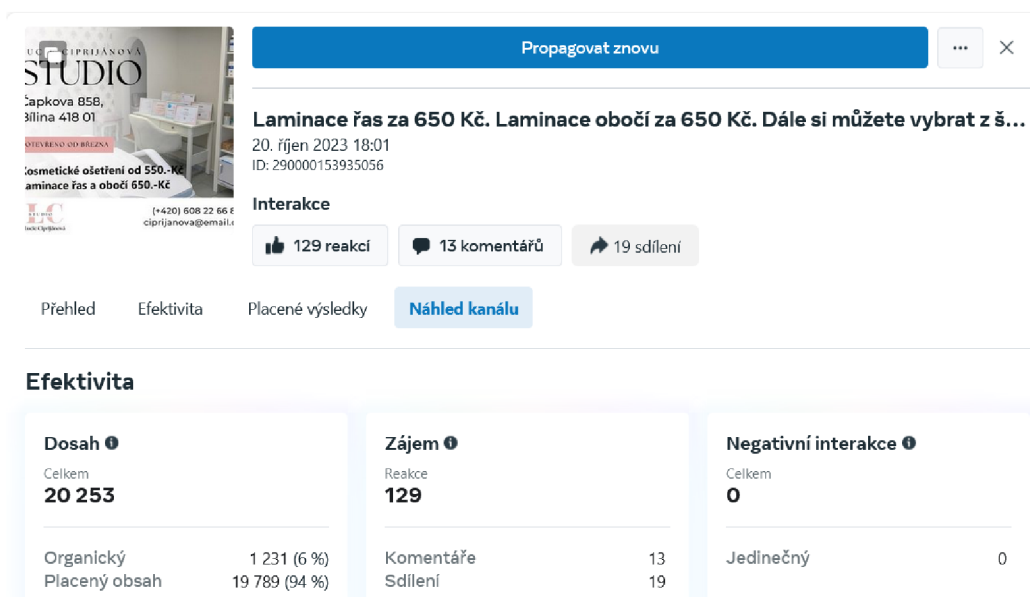 STUDIO
Čapkova 858,
Bílina 418 01
OTEVŘENO OD BŘEZNA
Kosmetické ošetření od 550.-Kč
Laminace řas a obočí 650.-Kč
(+420) 608 22 66
ciprijanova@email.
Propagovat znovu
...
Laminace řas za 650 Kč. Laminace obočí za 650 Kč. Dále si můžete vybrat z š...
20. říjen 2023 18:01
ID: 290000153935056
Interakce
129 reakcí 13 komentářů 19 sdílení
Přehled Efektivita Placené výsledky Náhled kanálu
Efektivita
Dosah Zájem Negativní interakce
Celkem Reakce Celkem
20 253 129 0
Organický 1 231 (6 %) Komentáře 13 Jedinečný 0
Placený obsah 19 789 (94 %) Sdílení 19